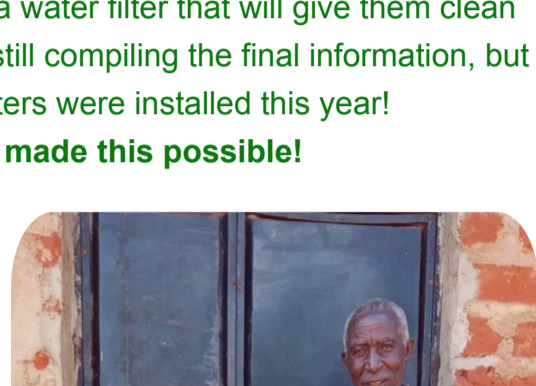 a water filter that will give them clean
still compiling the final information, but
ters were installed this year!
made this possible!